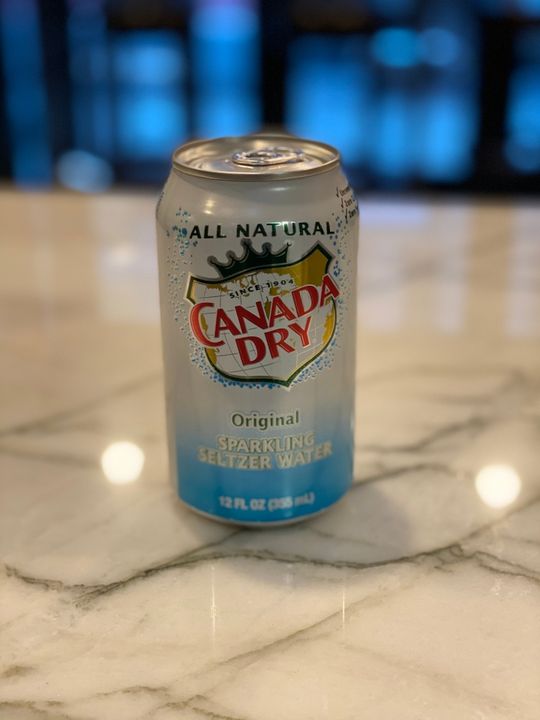 ALL NATURAL
SINCE 1904
CANADA
DRY
Original
SPARKLING
SELTZER WATER
12 FL OZ (355 mL)